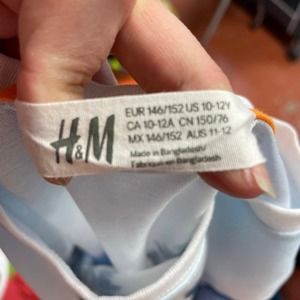 H&M
EUR 146/152 US 10-12Y
CA 10-12A CN 150/76
MX 146/152 AUS 11-12
Made in Bangladesh/
Fabriqué en Bangladesh